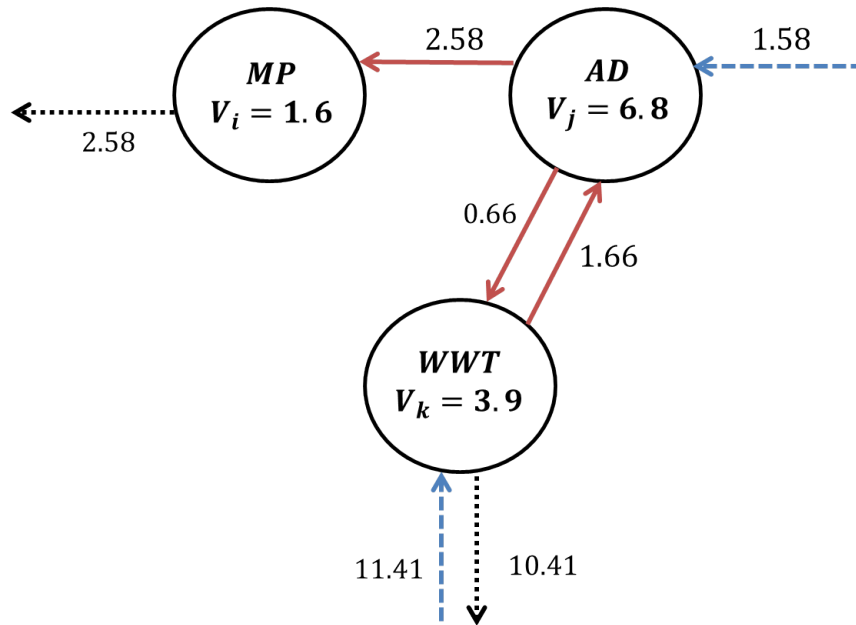 2.58
1.58
MP
V_i = 1.6
AD
V_j = 6.8
2.58
0.66
1.66
WWT
V_k = 3.9
11.41
10.41